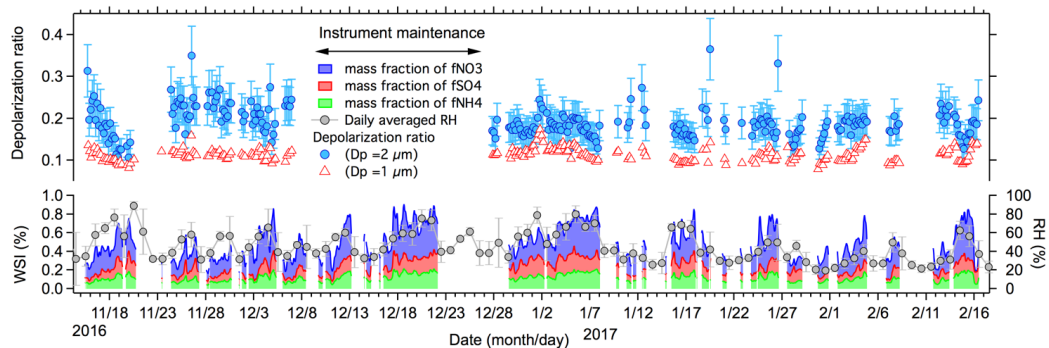 Depolarization ratio
0.4
0.3
0.2
0.1
Instrument maintenance
mass fraction of fNO3
mass fraction of fSO4
mass fraction of fNH4
Daily averaged RH
Depolarization ratio
(Dp =2 µm)
(Dp =1 µm)
WSI (%)
1.0
0.8
0.6
0.4
0.2
0.0
100
80
60
40
20
0
RH (%)
11/18 11/23 11/28 12/3 12/8 12/13 12/18 12/23 12/28 1/2 1/7 1/12 1/17 1/22 1/27 2/1 2/6 2/11 2/16
2016 2017
Date (month/day)